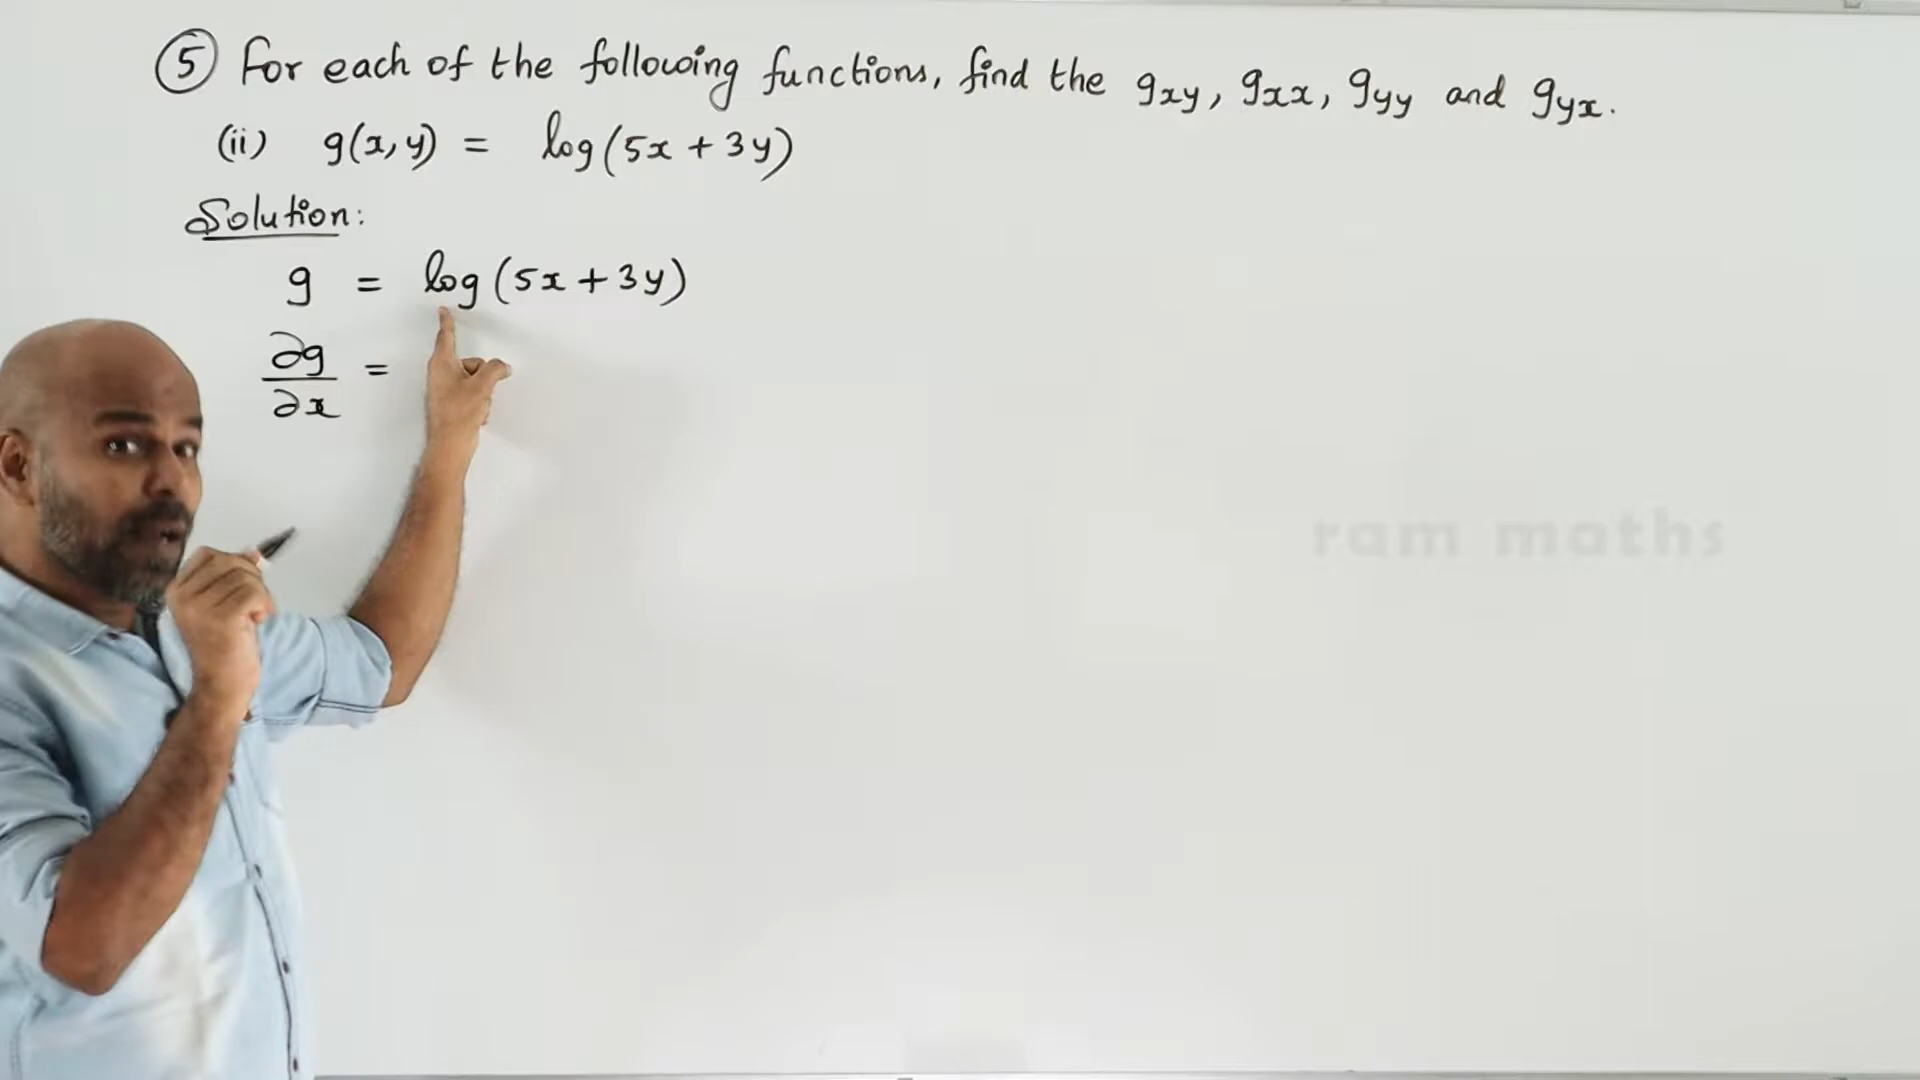 ⑤ For each of the following functions, find the gxy, gxx, gyy and gyx.
(ii) g(x,y) = log(5x + 3y)
Solution:
g = log(5x + 3y)
∂g/∂x =
ram maths